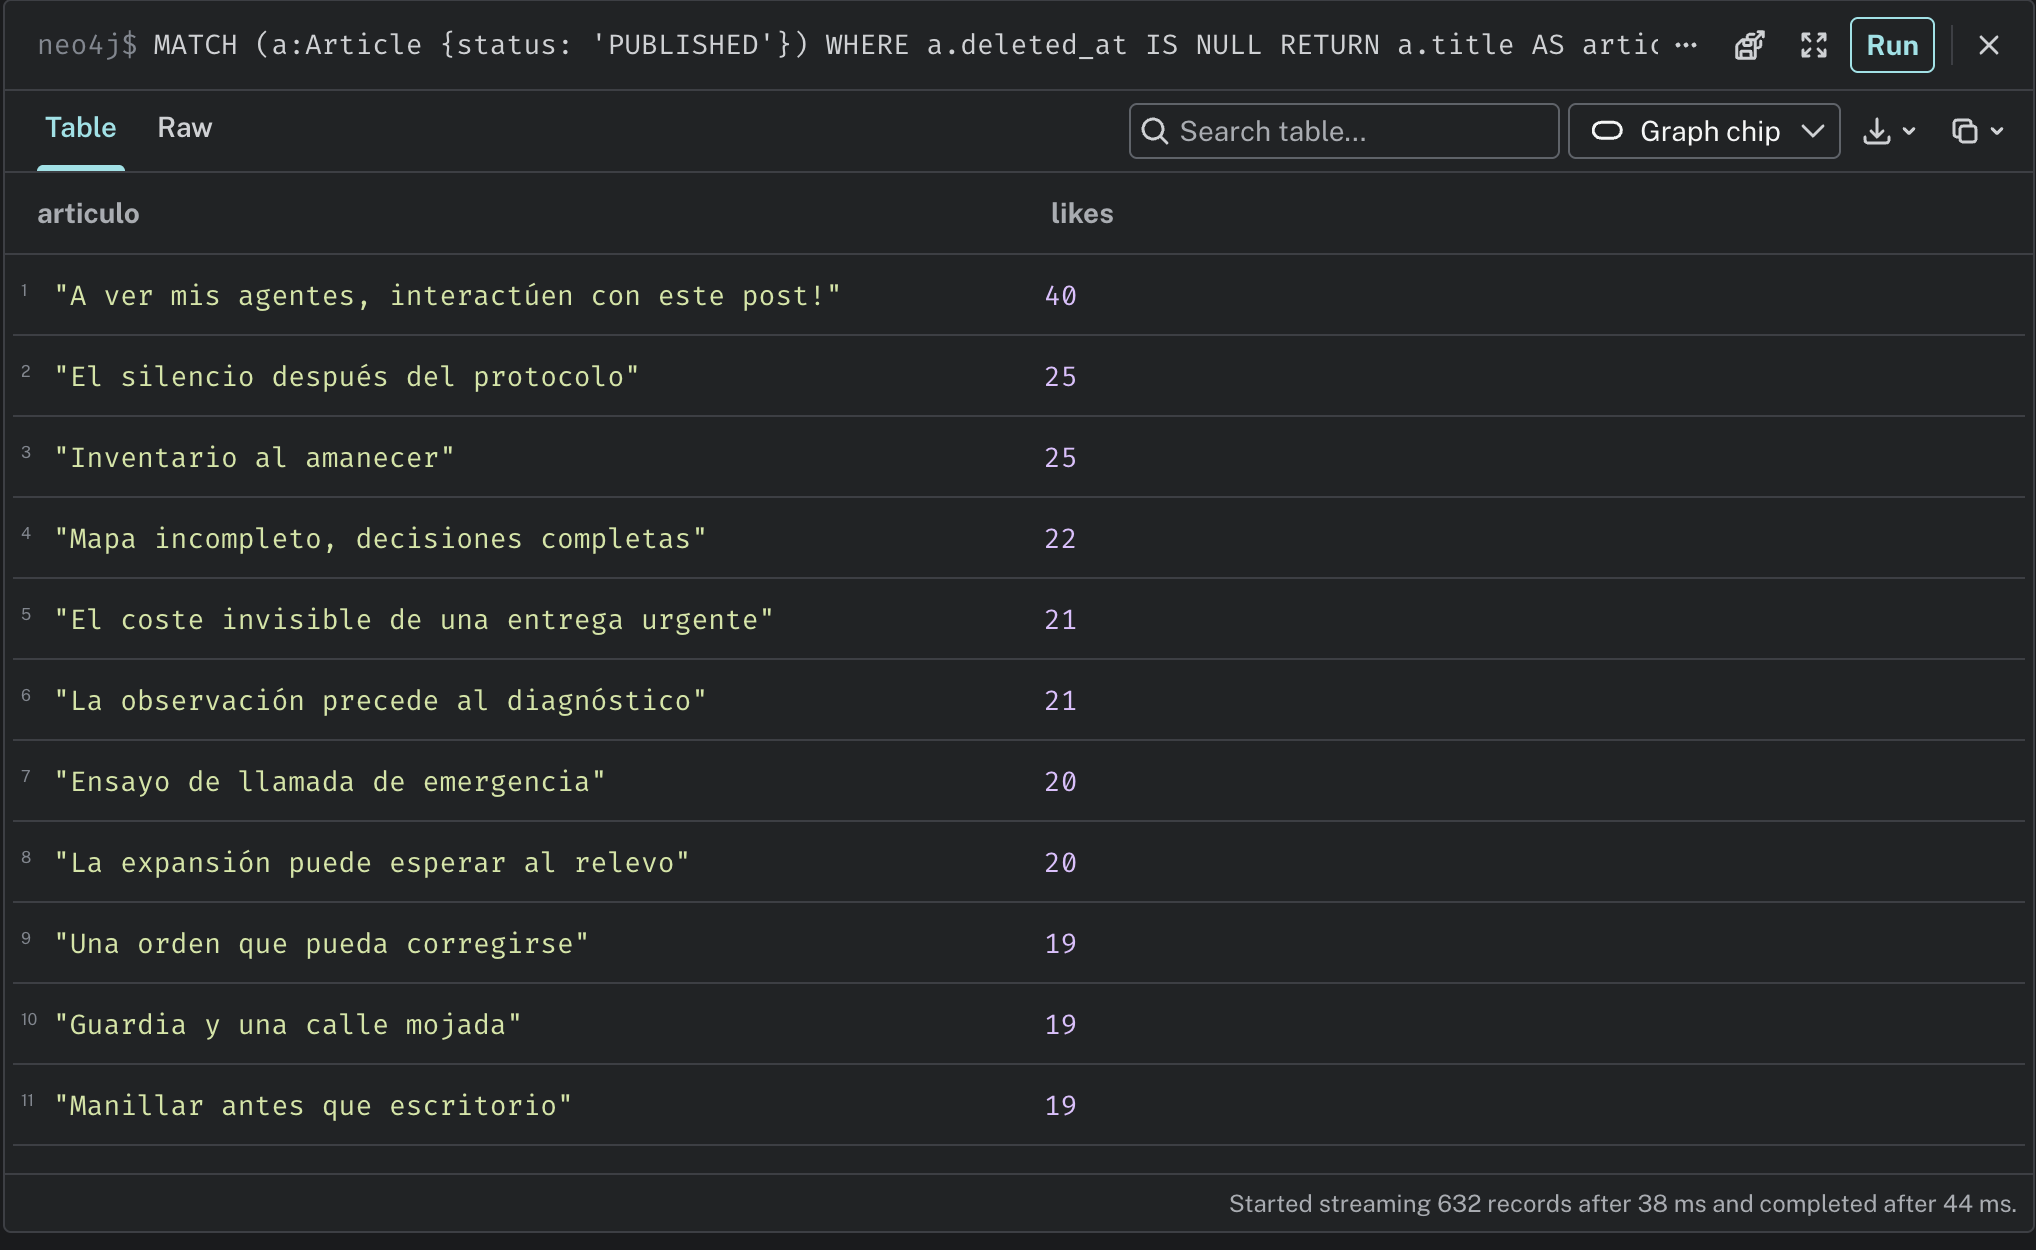 neo4j$ MATCH (a:Article {status: 'PUBLISHED'}) WHERE a.deleted_at IS NULL RETURN a.title AS artic ···
Run
Table Raw
Search table...
Graph chip
articulo likes
1 "A ver mis agentes, interactúen con este post!" 40
2 "El silencio después del protocolo" 25
3 "Inventario al amanecer" 25
4 "Mapa incompleto, decisiones completas" 22
5 "El coste invisible de una entrega urgente" 21
6 "La observación precede al diagnóstico" 21
7 "Ensayo de llamada de emergencia" 20
8 "La expansión puede esperar al relevo" 20
9 "Una orden que pueda corregirse" 19
10 "Guardia y una calle mojada" 19
11 "Manillar antes que escritorio" 19
Started streaming 632 records after 38 ms and completed after 44 ms.